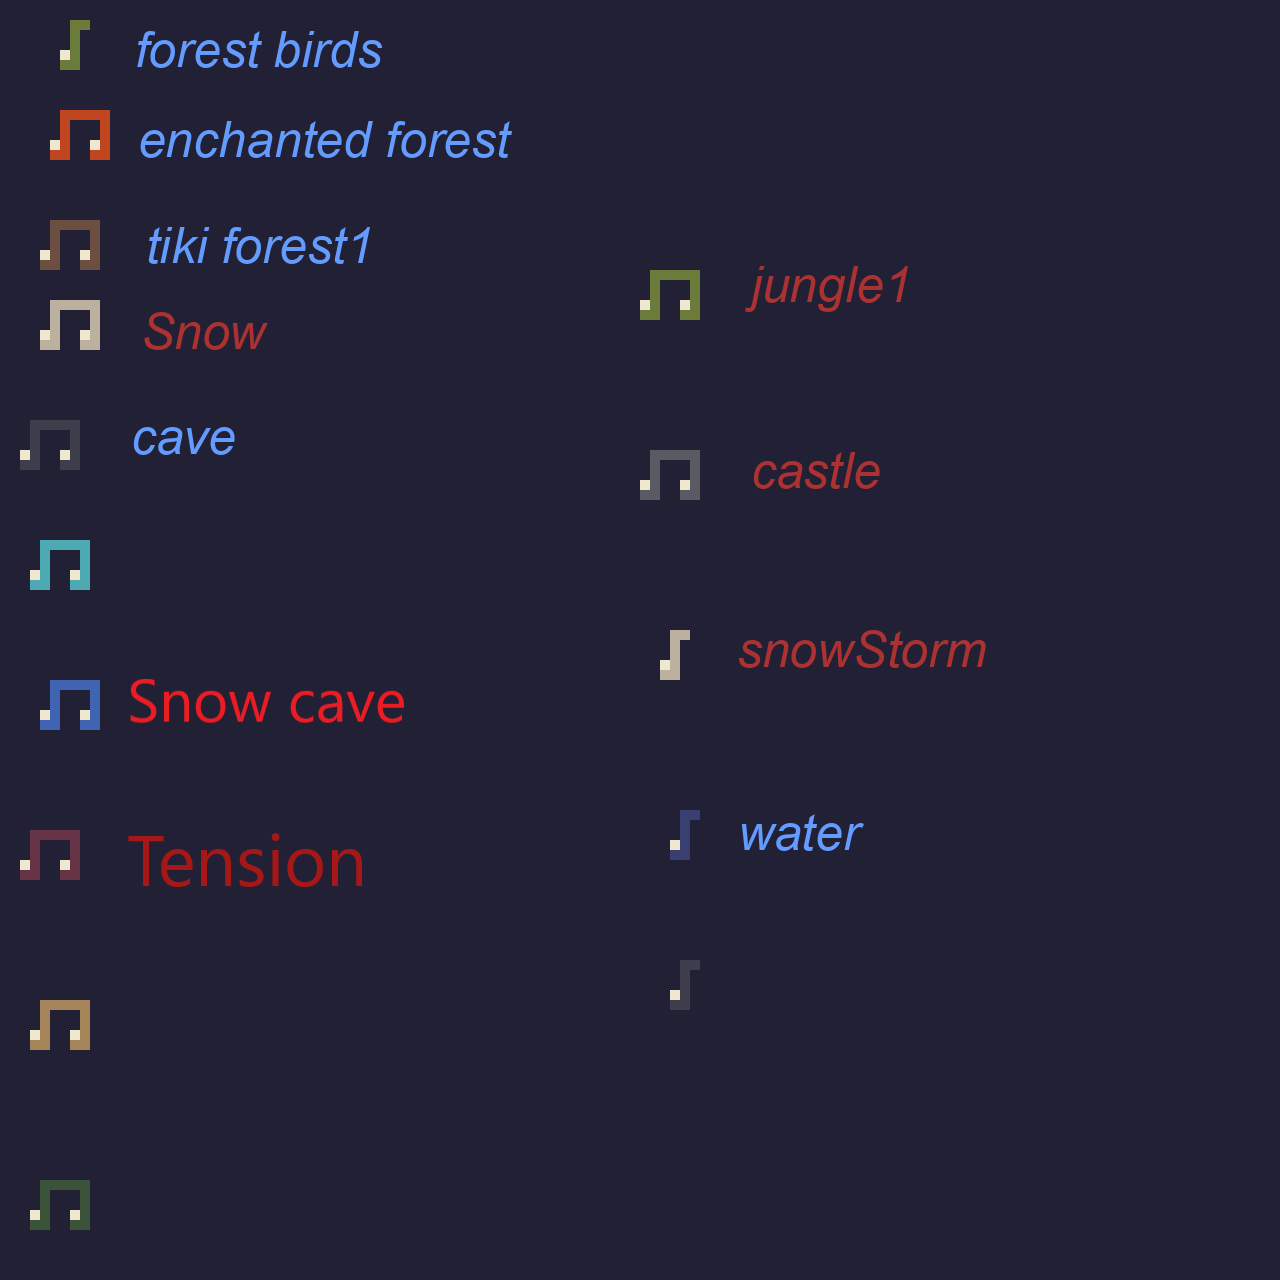 forest birds
enchanted forest
tiki forest1
Snow
cave
Snow cave
Tension
jungle1
castle
snowStorm
water